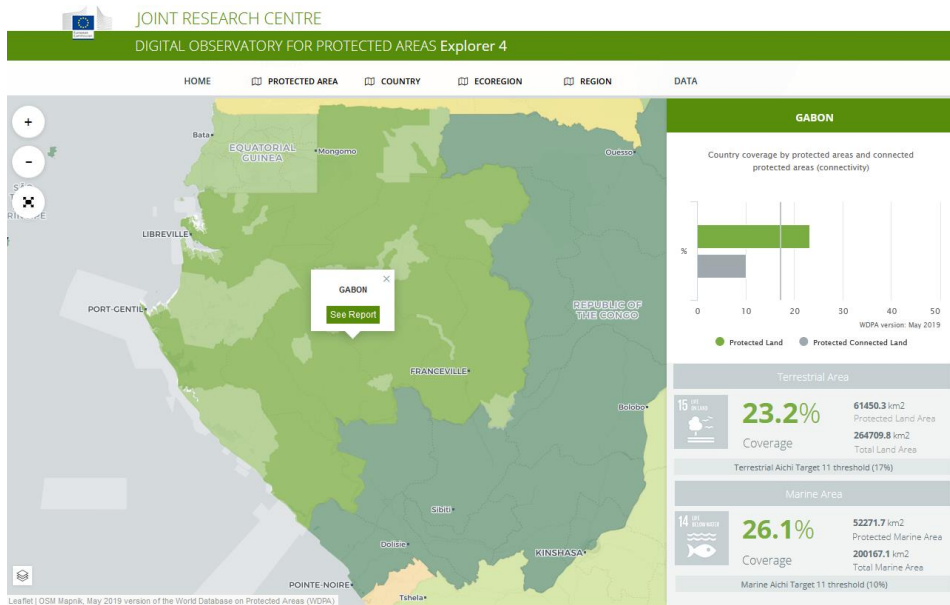 JOINT RESEARCH CENTRE
DIGITAL OBSERVATORY FOR PROTECTED AREAS Explorer 4
HOME
PROTECTED AREA
COUNTRY
ECOREGION
REGION
DATA
+
-
Bata
EQUATORIAL
GUINEA
Mongomo
Ouesso
LIBREVILLE
PORT-GENTIL
GABON
×
See Report
REPUBLIC OF
THE CONGO
FRANCEVILLE
Bolobo
Sibiti
Dolisie
KINSHASA
POINTE-NOIRE
Tshela
Leaflet | OSM Mapnik, May 2019 version of the World Database on Protected Areas (WDPA)
GABON
Country coverage by protected areas and connected
protected areas (connectivity)
%
0 10 20 30 40 50
WDPA version: May 2019
Protected Land Protected Connected Land
Terrestrial Area
15 LIFE
ON LAND
23.2%
Coverage
61450.3 km2
Protected Land Area
264709.8 km2
Total Land Area
Terrestrial Aichi Target 11 threshold (17%)
Marine Area
14 LIFE
BELOW WATER
26.1%
Coverage
52271.7 km2
Protected Marine Area
200167.1 km2
Total Marine Area
Marine Aichi Target 11 threshold (10%)